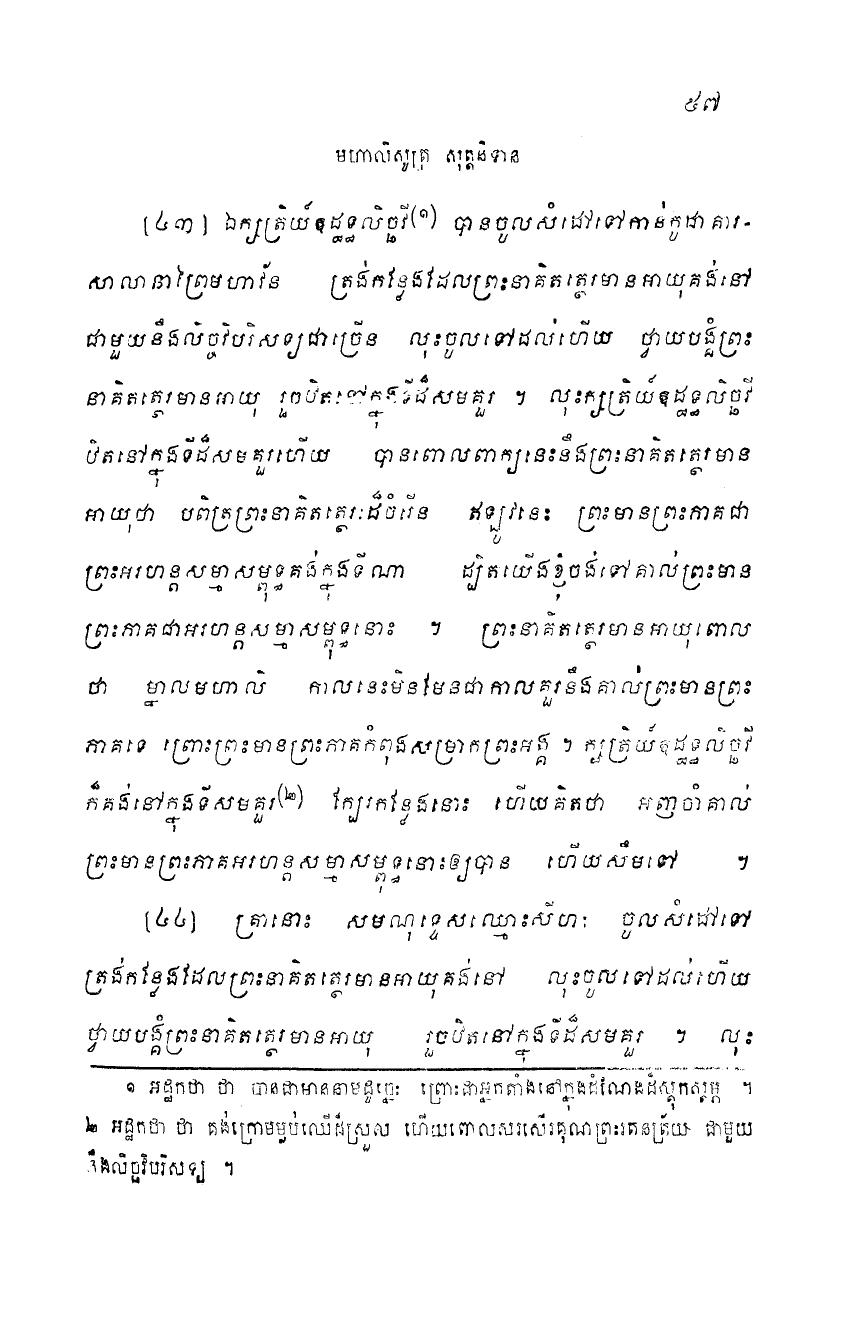 ៥៧
មហាលិសូត្រ សុត្តនិទាន
[៤៣] ឯក្សត្រិយ៍ឱដ្ឋទ្ធលិច្ឆវី(១) បានចូលសំដៅទៅកាន់កូដាគារ-
សាលានាព្រៃមហាវ័ន ត្រង់កន្លែងដែលព្រះនាគិតត្ថេរមានអាយុគង់នៅ
ជាមួយនឹងលិច្ឆវិបរិសទ្យជាច្រើន លុះចូលទៅដល់ហើយ ថ្វាយបង្គំព្រះ
នាគិតត្ថេរមានអាយុ រួចឋិតនៅក្នុងទីដ៏សមគួរ ។ លុះក្សត្រិយ៍ឱដ្ឋទ្ធលិច្ឆវី
ឋិតនៅក្នុងទីដ៏សមគួរហើយ បានពោលពាក្យនេះនឹងព្រះនាគិតត្ថេរមាន
អាយុថា បពិត្រព្រះនាគិតត្ថេរៈដ៏ចំរើន ឥឡូវនេះ ព្រះមានព្រះភាគជា
ព្រះអរហន្តសម្មាសម្ពុទ្ធគង់ក្នុងទីណា ដ្បិតយើងខ្ញុំចង់ទៅគាល់ព្រះមាន
ព្រះភាគជាអរហន្តសម្មាសម្ពុទ្ធនោះ ។ ព្រះនាគិតត្ថេរមានអាយុពោល
ថា ម្នាលមហាលិ កាលនេះមិនមែនជាកាលគួរនឹងគាល់ព្រះមានព្រះ
ភាគទេ ព្រោះព្រះមានព្រះភាគកំពុងសម្រាកព្រះអង្គ ។ ក្សត្រិយ៍ឱដ្ឋទ្ធលិច្ឆវី
ក៏គង់នៅក្នុងទីសមគួរ(២) ក្បែរកន្លែងនោះ ហើយគិតថា អញចាំគាល់
ព្រះមានព្រះភាគអរហន្តសម្មាសម្ពុទ្ធនោះឲ្យបាន ហើយសឹមទៅ ។
[៤៤] គ្រានោះ សមណុទ្ទេសឈ្មោះសីហៈ ចូលសំដៅទៅ
ត្រង់កន្លែងដែលព្រះនាគិតត្ថេរមានអាយុគង់នៅ លុះចូលទៅដល់ហើយ
ថ្វាយបង្គំព្រះនាគិតត្ថេរមានអាយុ រួចឋិតនៅក្នុងទីដ៏សមគួរ ។ លុះ
១ អដ្ឋកថា ថា បានជាមាននាមដូច្នេះ ព្រោះជាអ្នកតាំងនៅក្នុងដំណែងដ៏ស្តុកស្តម្ភ ។
២ អដ្ឋកថា ថា គង់ក្រោមម្លប់ឈើដ៏ស្រួល ហើយពោលសរសើរគុណព្រះរតនត្រ័យ ជាមួយ
នឹងលិច្ឆវិបរិសទ្យ ។